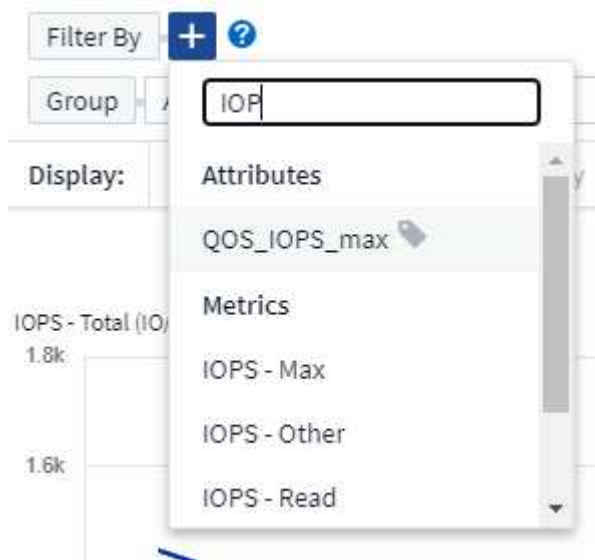 Filter By + ?
Group
IOP
Display:
Attributes
QOS_IOPS_max
Metrics
IOPS - Total (IO/
1.8k
IOPS - Max
IOPS - Other
1.6k
IOPS - Read